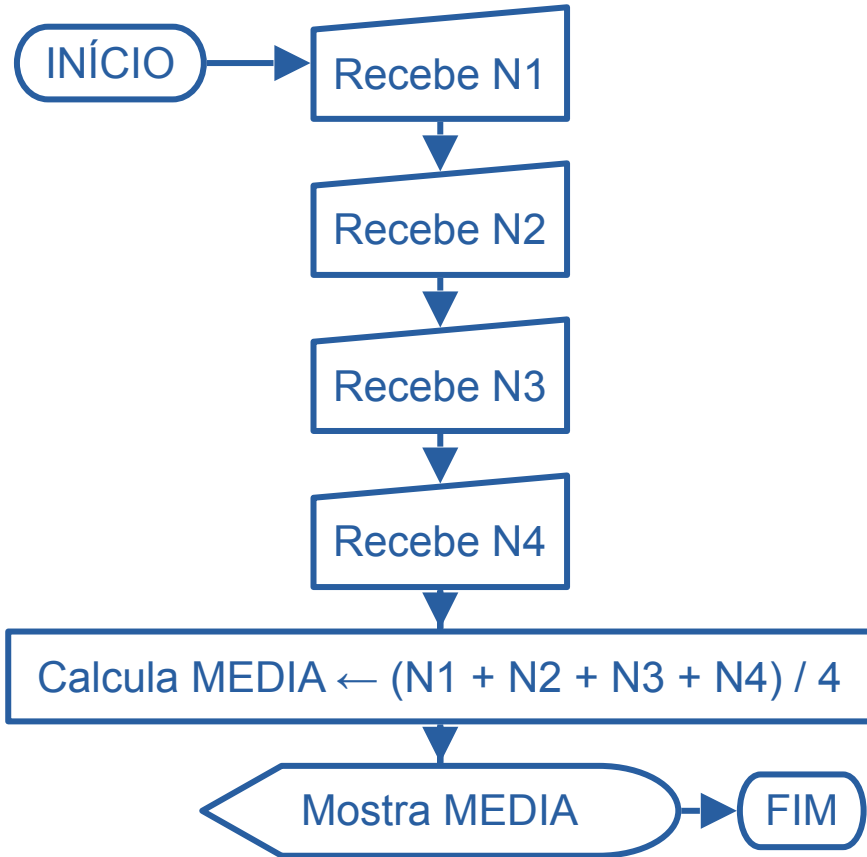 INÍCIO
Recebe N1
Recebe N2
Recebe N3
Recebe N4
Calcula MEDIA ← (N1 + N2 + N3 + N4) / 4
Mostra MEDIA
FIM